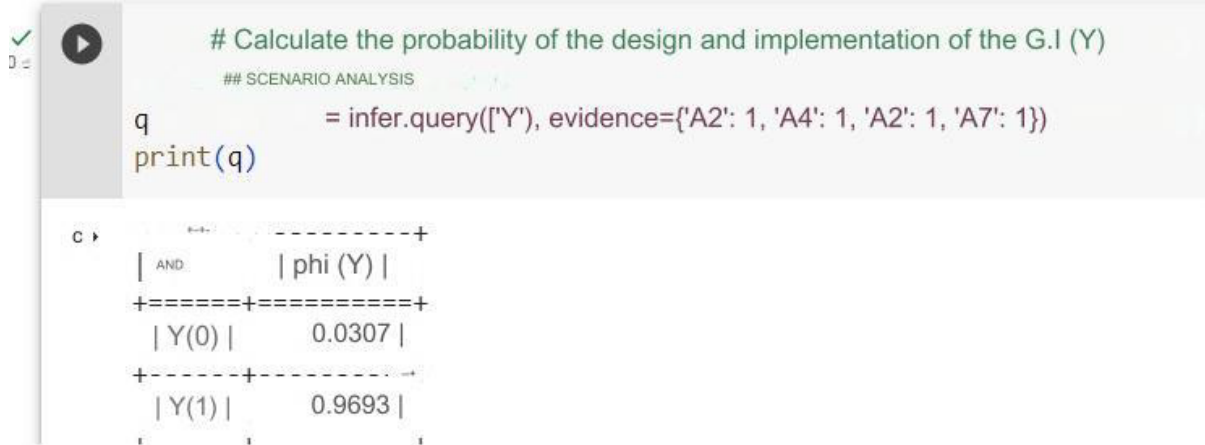 # Calculate the probability of the design and implementation of the G.I (Y)
## SCENARIO ANALYSIS
q = infer.query(['Y'), evidence={'A2': 1, 'A4': 1, 'A2': 1, 'A7': 1})
print(q)
| AND | phi (Y) |
+======+==========+
| Y(0) | 0.0307 |
| Y(1) | 0.9693 |